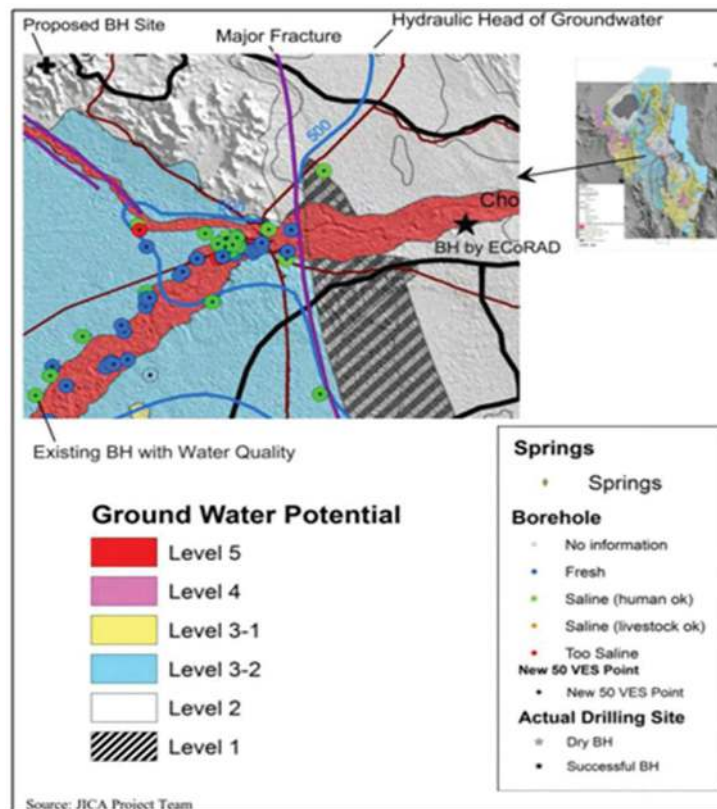 Hydraulic Head of Groundwater
Proposed BH Site
Major Fracture
500
Cho
BH by ECoRAD
Existing BH with Water Quality
Ground Water Potential
Level 5
Level 4
Level 3-1
Level 3-2
Level 2
Level 1
Springs
Springs
Borehole
No information
Fresh
Saline (human ok)
Saline (livestock ok)
Too Saline
New 50 VES Point
New 50 VES Point
Actual Drilling Site
Dry BH
Successful BH
Source: JICA Project Team